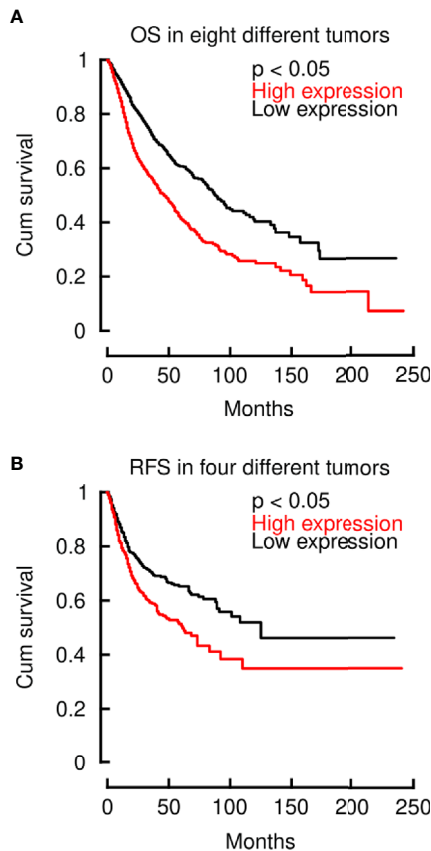 A
OS in eight different tumors
p < 0.05
High expression
Low expression
1
0.8
0.6
0.4
0.2
0
Cum survival
0 50 100 150 200 250
Months
B
RFS in four different tumors
p < 0.05
High expression
Low expression
1
0.8
0.6
0.4
0.2
0
Cum survival
0 50 100 150 200 250
Months